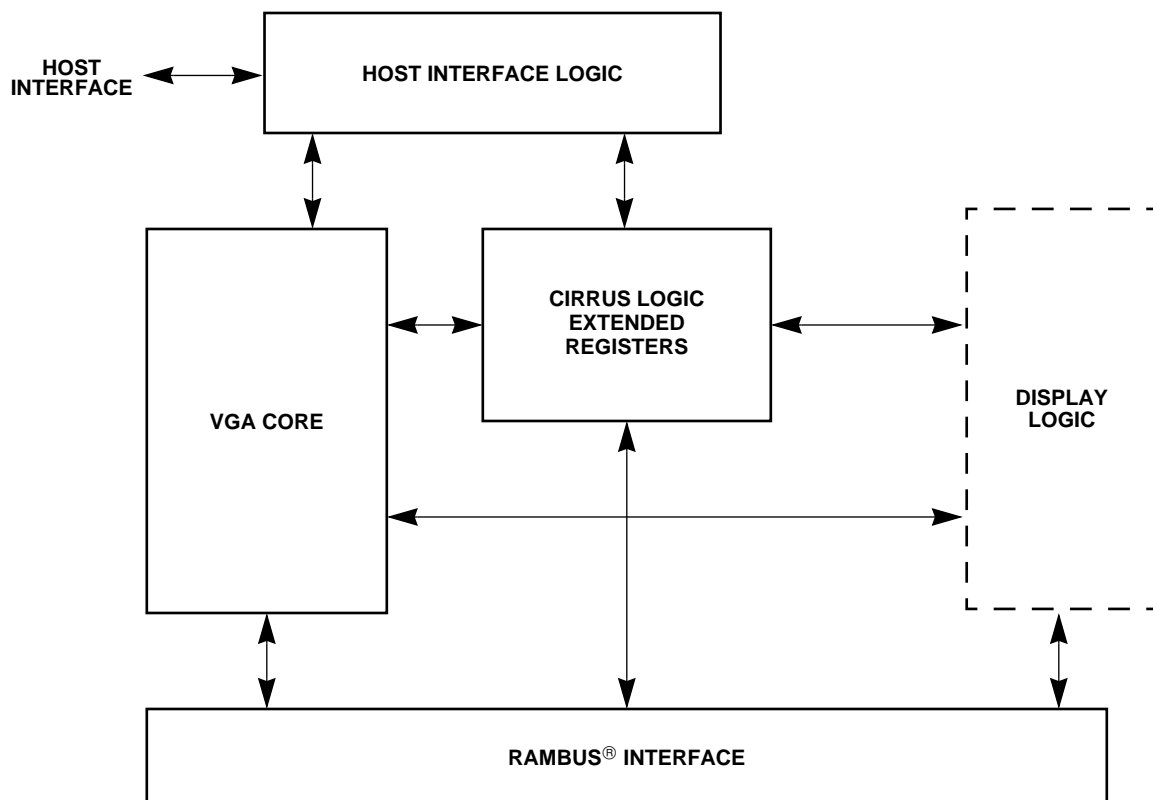 HOST
INTERFACE
HOST INTERFACE LOGIC
CIRRUS LOGIC
EXTENDED
REGISTERS
VGA CORE
DISPLAY
LOGIC
RAMBUS® INTERFACE